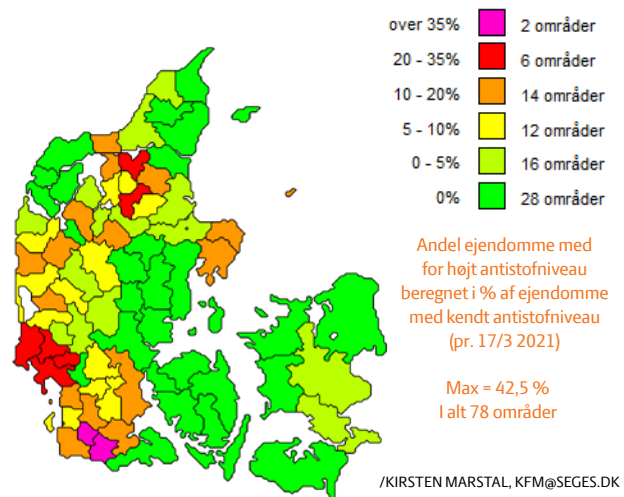 over 35% 2 områder
20 - 35% 6 områder
10 - 20% 14 områder
5 - 10% 12 områder
0 - 5% 16 områder
0% 28 områder
Andel ejendomme med
for højt antistofniveau
beregnet i % af ejendomme
med kendt antistofniveau
(pr. 17/3 2021)
Max = 42,5 %
I alt 78 områder
/KIRSTEN MARSTAL, KFM@SEGES.DK